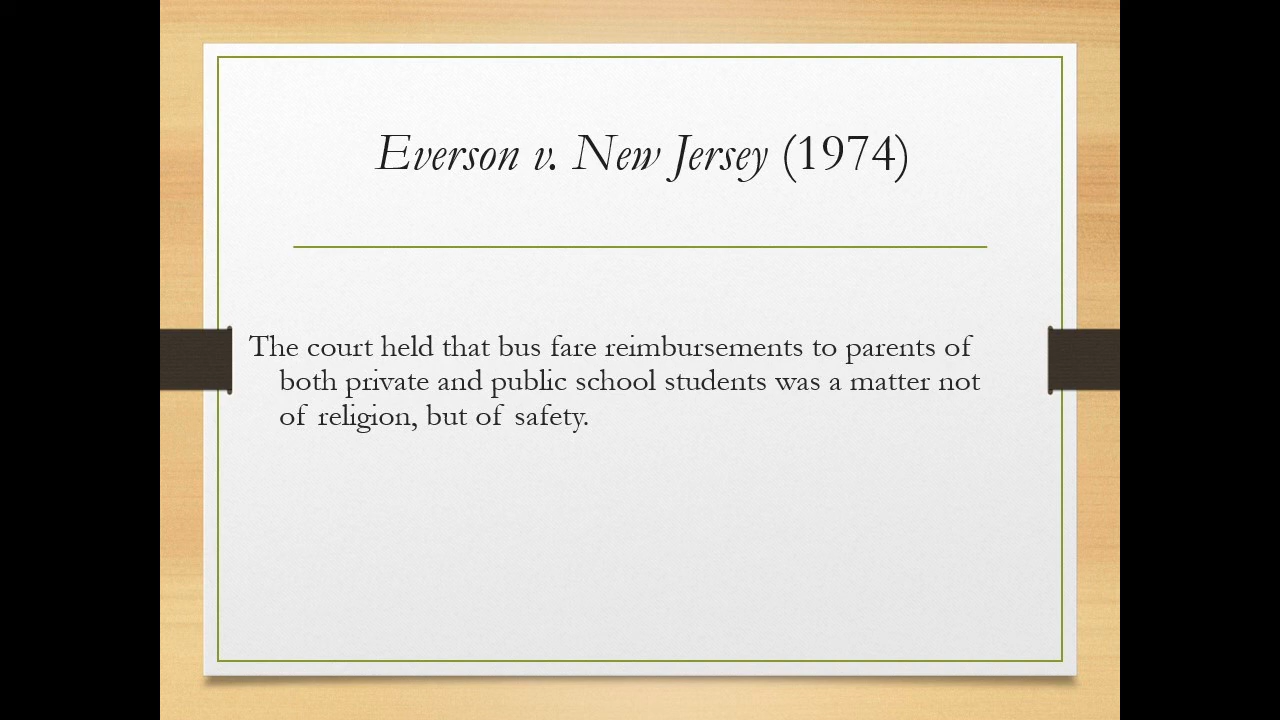 Everson v. New Jersey (1974)
The court held that bus fare reimbursements to parents of
both private and public school students was a matter not
of religion, but of safety.